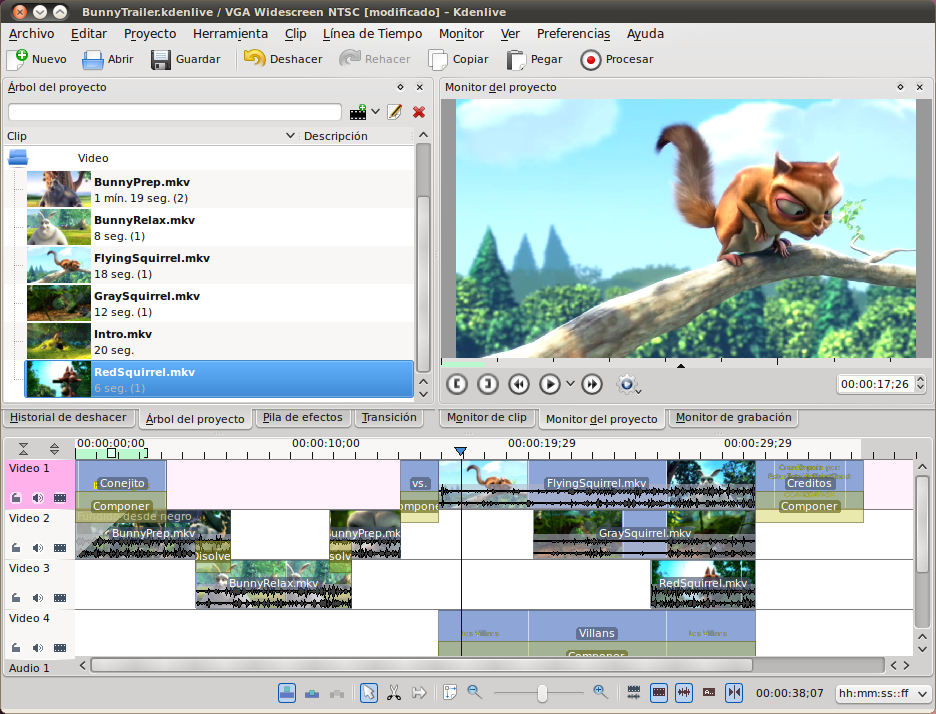 BunnyTrailer.kdenlive / VGA Widescreen NTSC [modificado] – Kdenlive
Archivo Editar Proyecto Herramienta Clip Línea de Tiempo Monitor Ver Preferencias Ayuda
Nuevo Abrir Guardar Deshacer Rehacer Copiar Pegar Procesar
Árbol del proyecto
Clip Descripción
Video
BunnyPrep.mkv
1 mín. 19 seg. (2)
BunnyRelax.mkv
8 seg. (1)
FlyingSquirrel.mkv
18 seg. (1)
GraySquirrel.mkv
12 seg. (1)
Intro.mkv
20 seg.
RedSquirrel.mkv
6 seg. (1)
Monitor del proyecto
00:00:17;26
Historial de deshacer Árbol del proyecto Pila de efectos Transición
Monitor de clip Monitor del proyecto Monitor de grabación
00:00:00;00 00:00:10;00 00:00:19;29 00:00:29;29
Video 1
Conejito vs. FlyingSquirrel.mkv Creditos
Componer ompone Componer
Video 2
Fundido desde negro
BunnyPrep.mkv unnyPrep.mk GraySquirrel.mkv
Disolve solv
Video 3
BunnyRelax.mkv RedSquirrel.mkv
Video 4
Villans
Componer
Audio 1
00:00:38;07 hh:mm:ss::ff